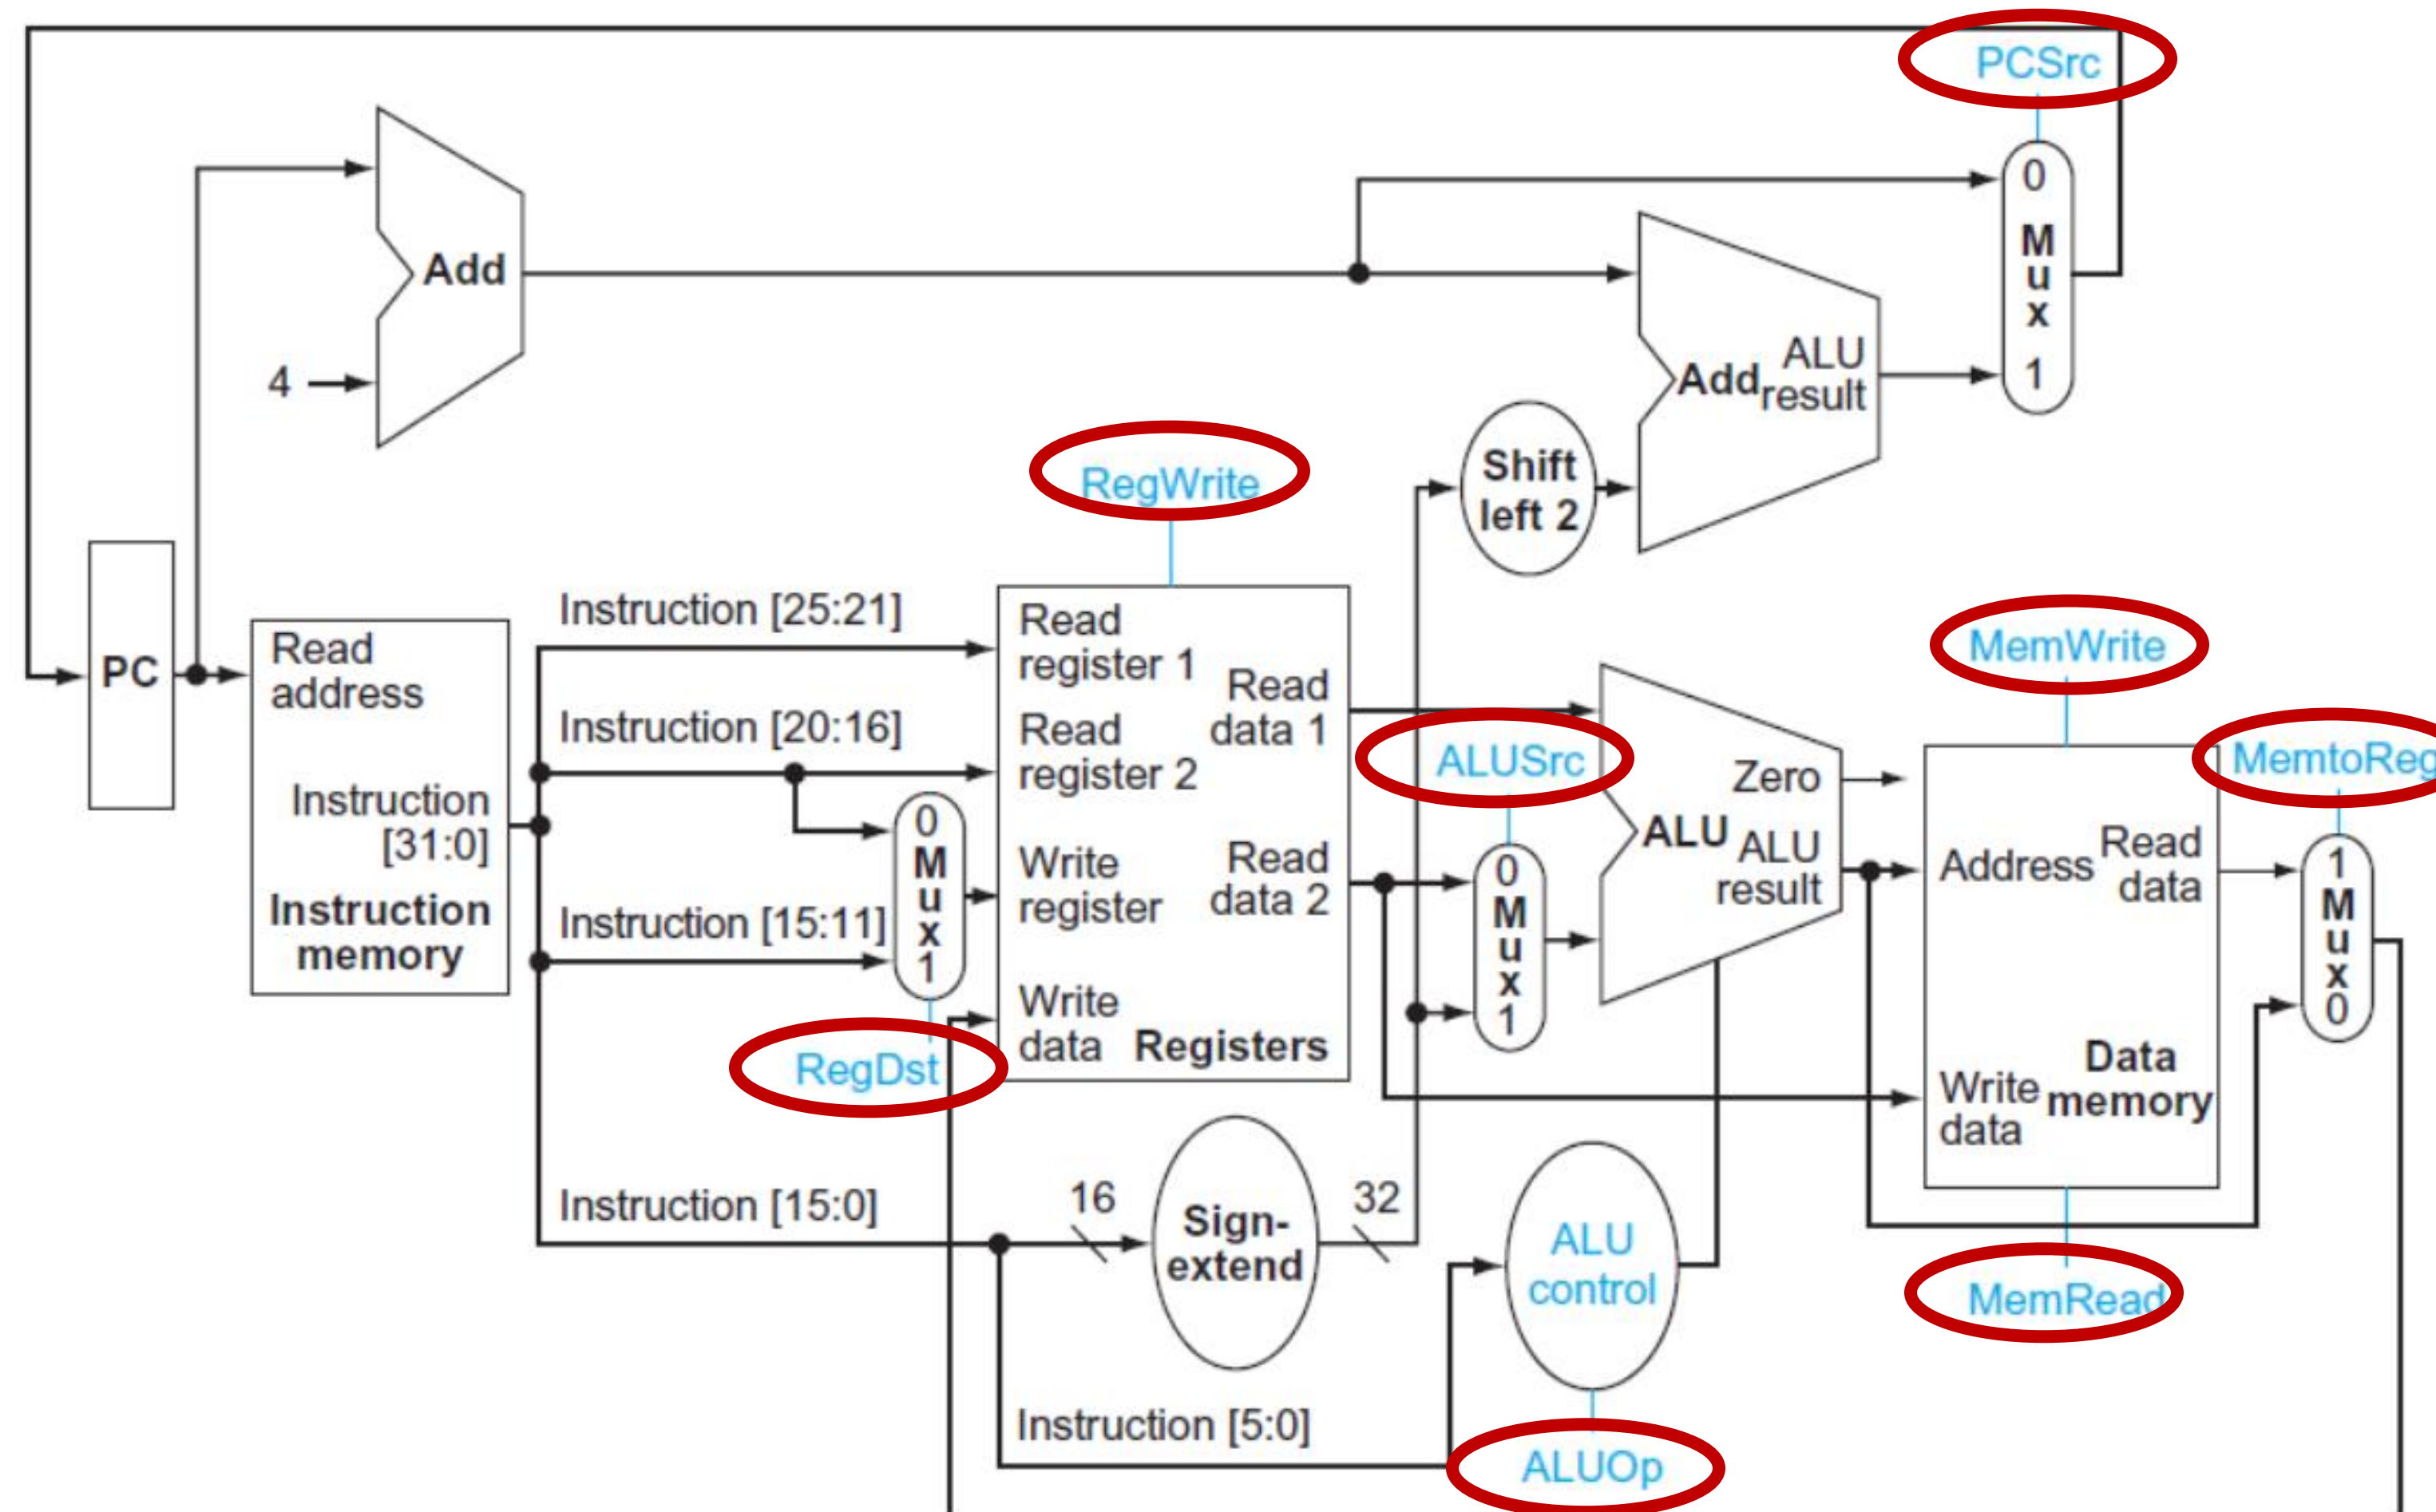 PCSrc
0
M
u
x
1
Add
4
ALU
Add result
Shift
left 2
RegWrite
PC
Read
address
Instruction
[31:0]
Instruction
memory
Instruction [25:21]
Instruction [20:16]
Instruction [15:11]
Instruction [15:0]
Instruction [5:0]
0
M
u
x
1
RegDst
Read
register 1
Read
register 2
Write
register
Write
data
Read
data 1
Read
data 2
Registers
16
Sign-
extend
32
ALUSrc
0
M
u
x
1
Zero
ALU
ALU
result
ALU
control
ALUOp
MemWrite
Address
Read
data
Write
data
Data
memory
MemRead
MemtoReg
1
M
u
x
0